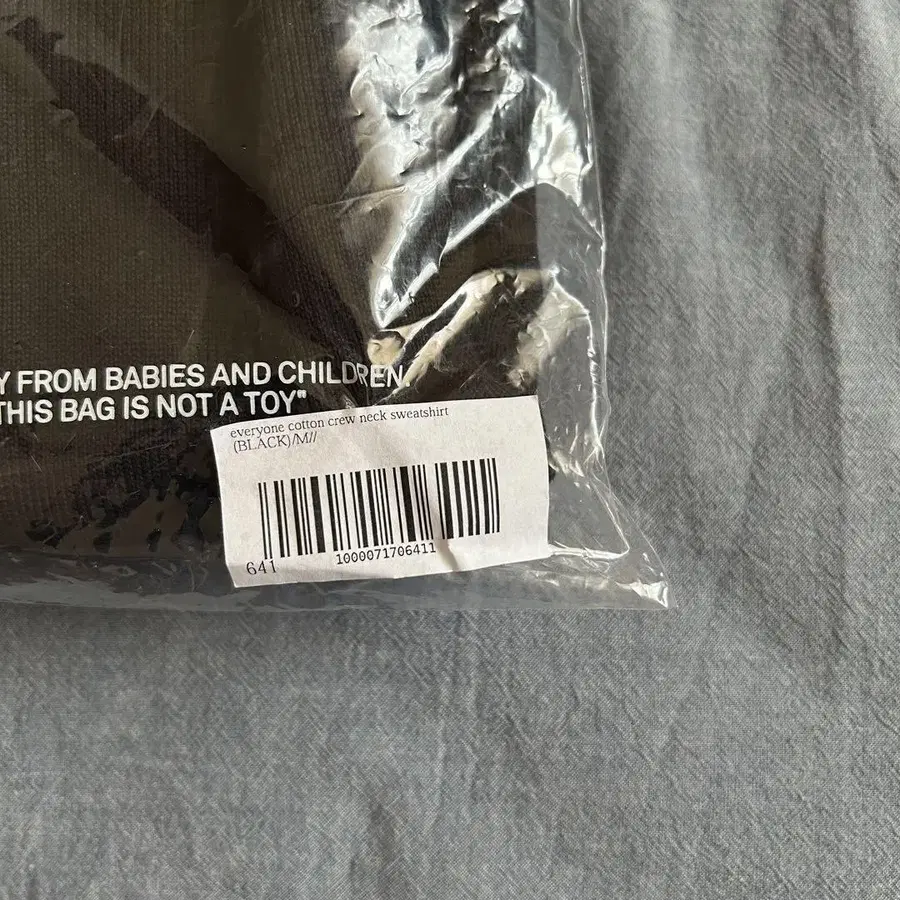 Y FROM BABIES AND CHILDREN.
THIS BAG IS NOT A TOY"
everyone cotton crew neck sweatshirt
(BLACK)/M//
1000071706411
641